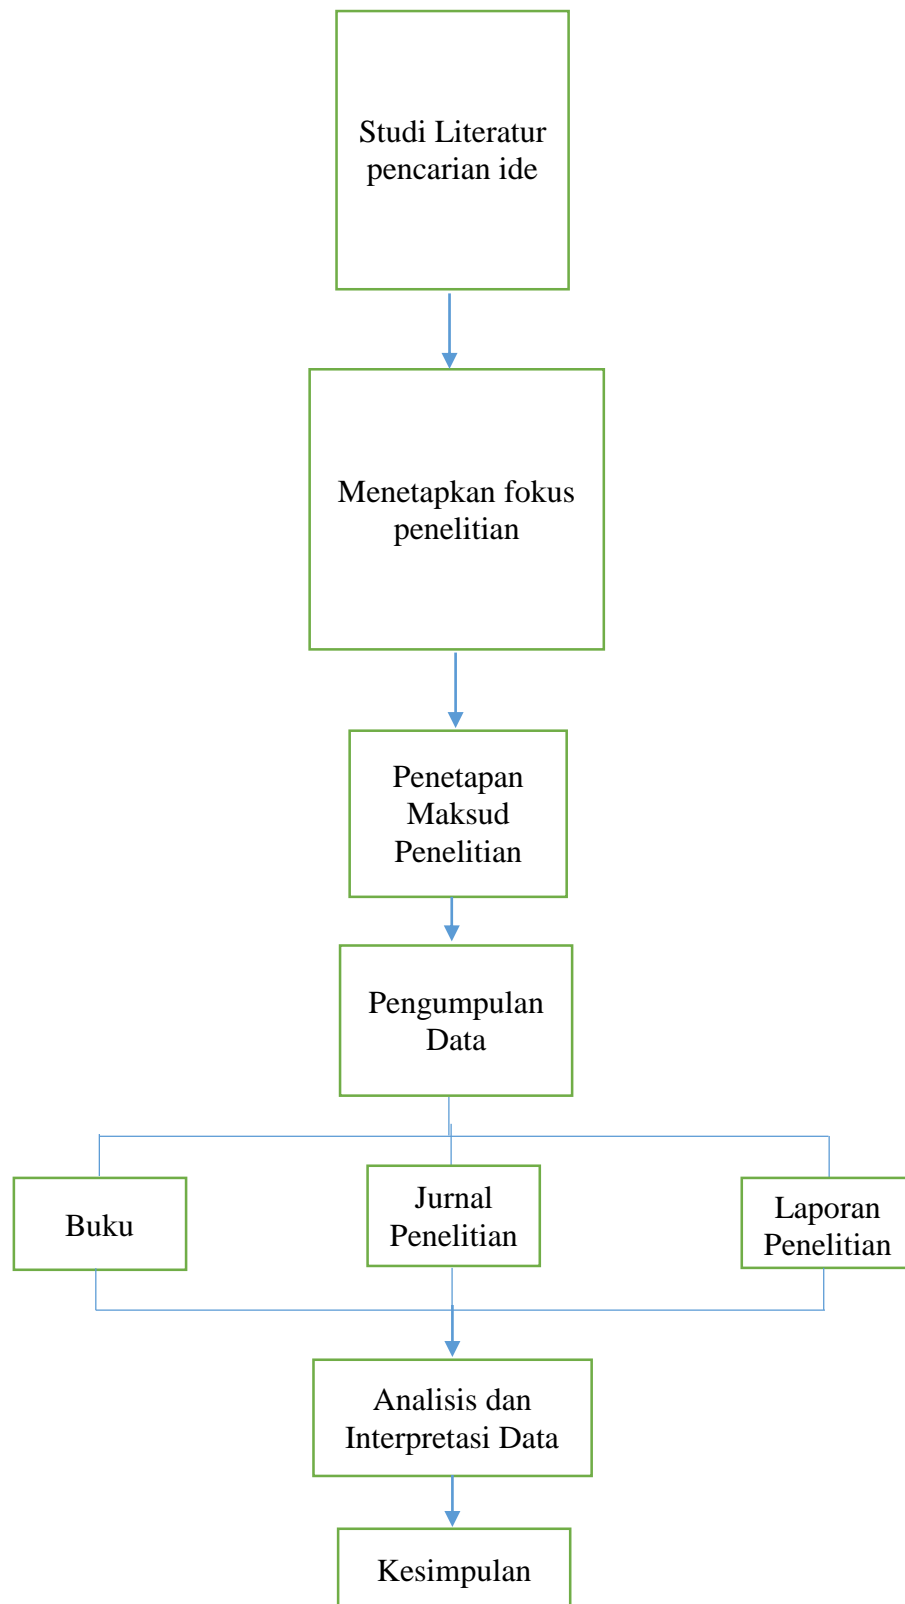 Studi Literatur
pencarian ide
Menetapkan fokus
penelitian
Penetapan
Maksud
Penelitian
Pengumpulan
Data
Buku
Jurnal
Penelitian
Laporan
Penelitian
Analisis dan
Interpretasi Data
Kesimpulan